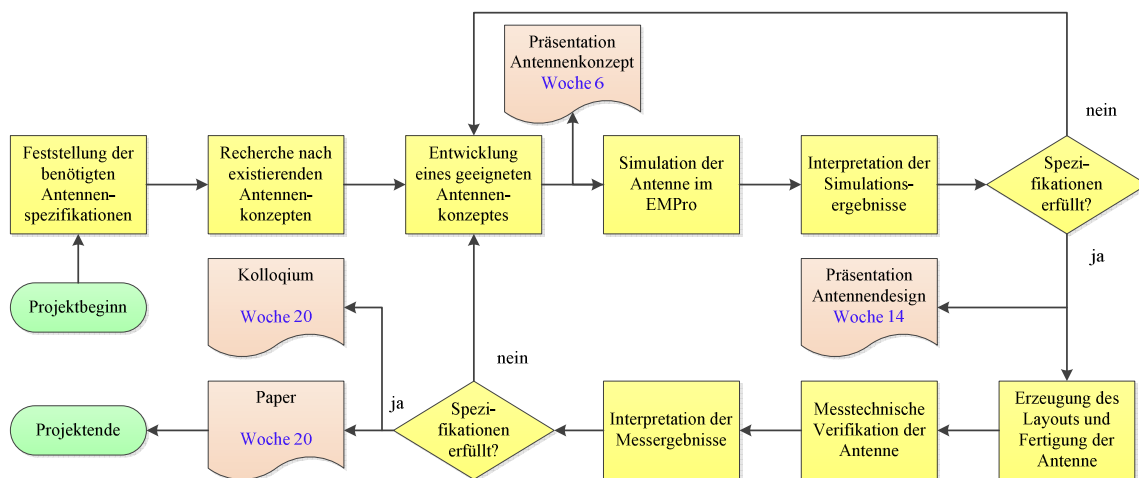 Präsentation
Antennenkonzept
Woche 6
nein
Feststellung der
benötigten
Antennen-
spezifikationen
Recherche nach
existierenden
Antennen-
konzepten
Entwicklung
eines geeigneten
Antennen-
konzeptes
Simulation der
Antenne im
EMPro
Interpretation der
Simulations-
ergebnisse
Spezi-
fikationen
erfüllt?
ja
Projektbeginn
Kolloqium
Woche 20
Präsentation
Antennendesign
Woche 14
nein
Projektende
Paper
Woche 20
ja
Spezi-
fikationen
erfüllt?
Interpretation der
Messergebnisse
Messtechnische
Verifikation der
Antenne
Erzeugung des
Layouts und
Fertigung der
Antenne